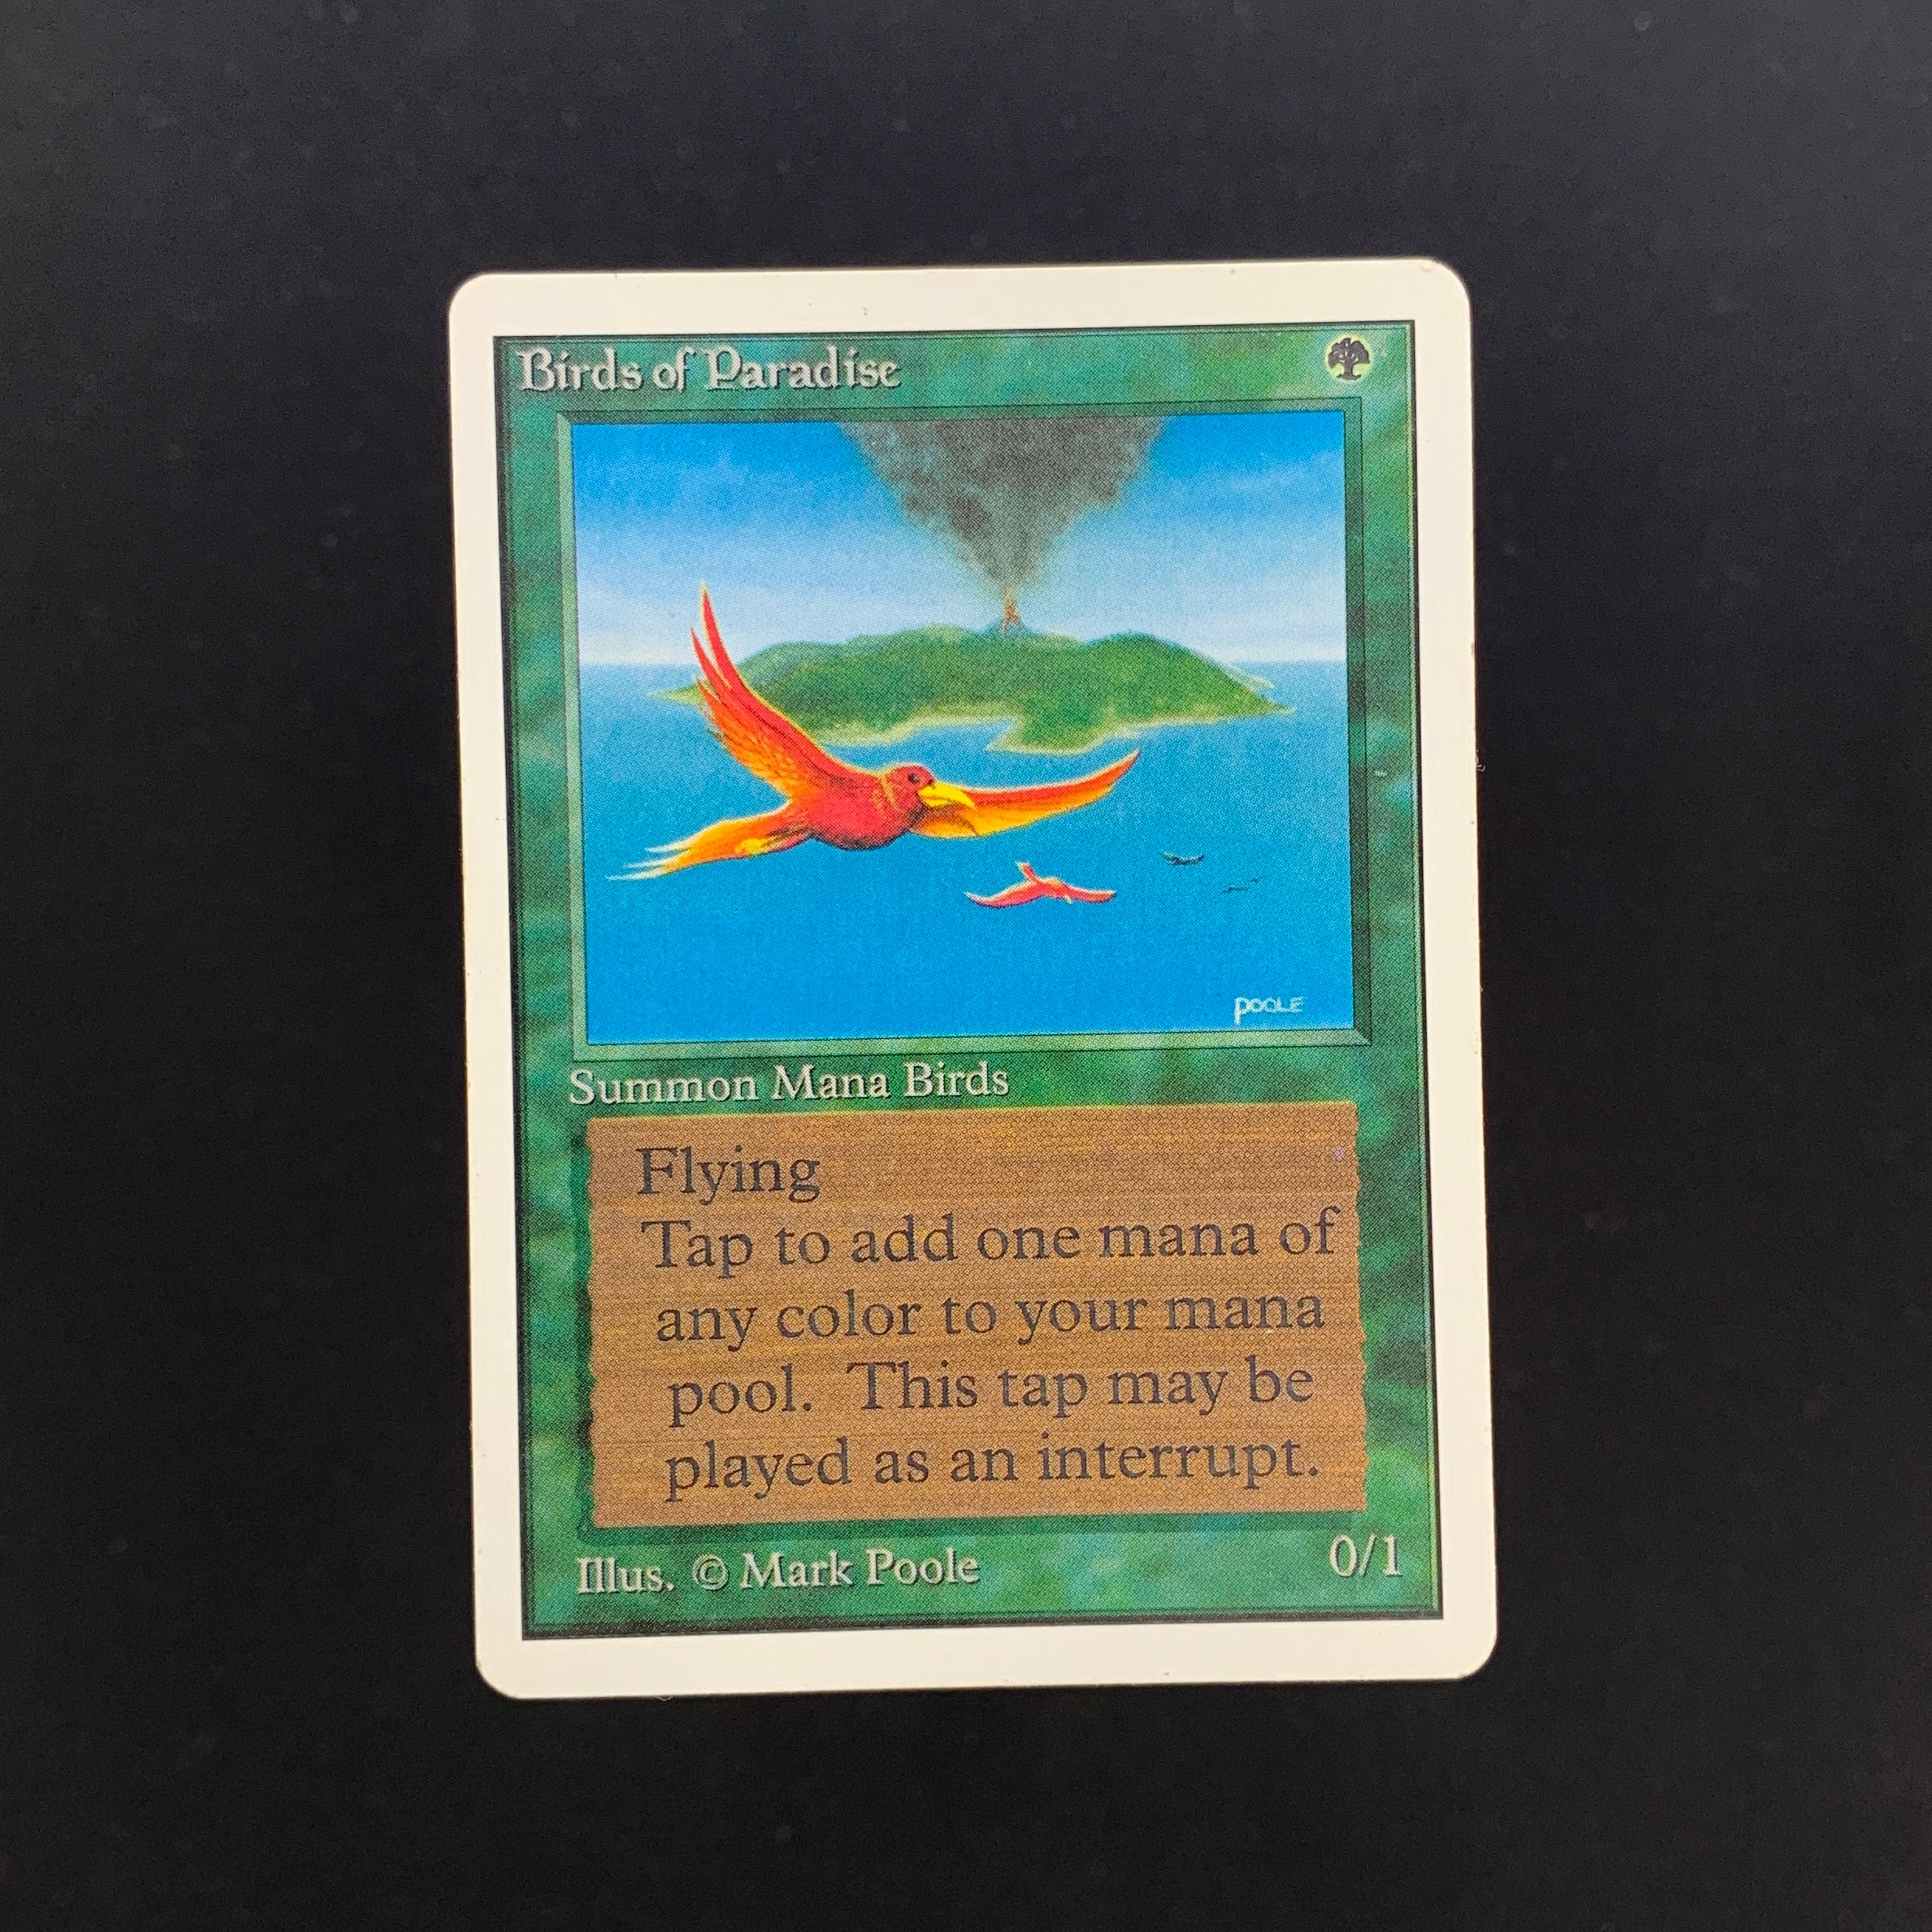 Birds of Paradise
POOLE
Summon Mana Birds
Flying
Tap to add one mana of
any color to your mana
pool. This tap may be
played as an interrupt.
Illus. © Mark Poole
0/1